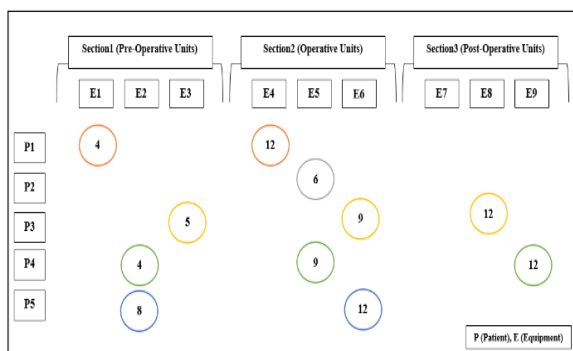 Section1 (Pre-Operative Units) Section2 (Operative Units) Section3 (Post-Operative Units)
E1 E2 E3 E4 E5 E6 E7 E8 E9
P1 4 12
P2 6
P3 5 9 12
P4 4 9 12
P5 8 12
P (Patient), E (Equipment)